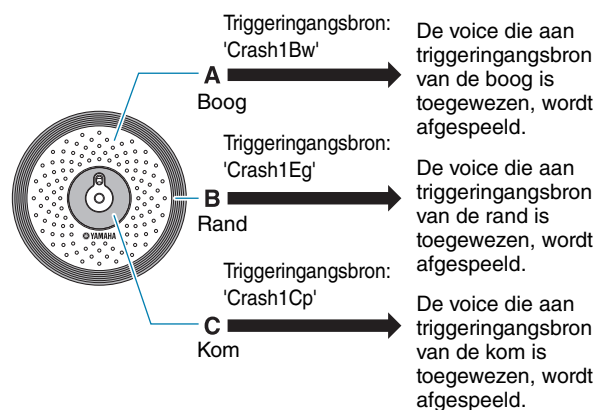 Triggeringangsbron:
'Crash1Bw'
A
Boog
De voice die aan
triggeringangsbron
van de boog is
toegewezen, wordt
afgespeeld.
Triggeringangsbron:
'Crash1Eg'
B
Rand
De voice die aan
triggeringangsbron
van de rand is
toegewezen, wordt
afgespeeld.
YAMAHA
Triggeringangsbron:
'Crash1Cp'
C
Kom
De voice die aan
triggeringangsbron
van de kom is
toegewezen, wordt
afgespeeld.